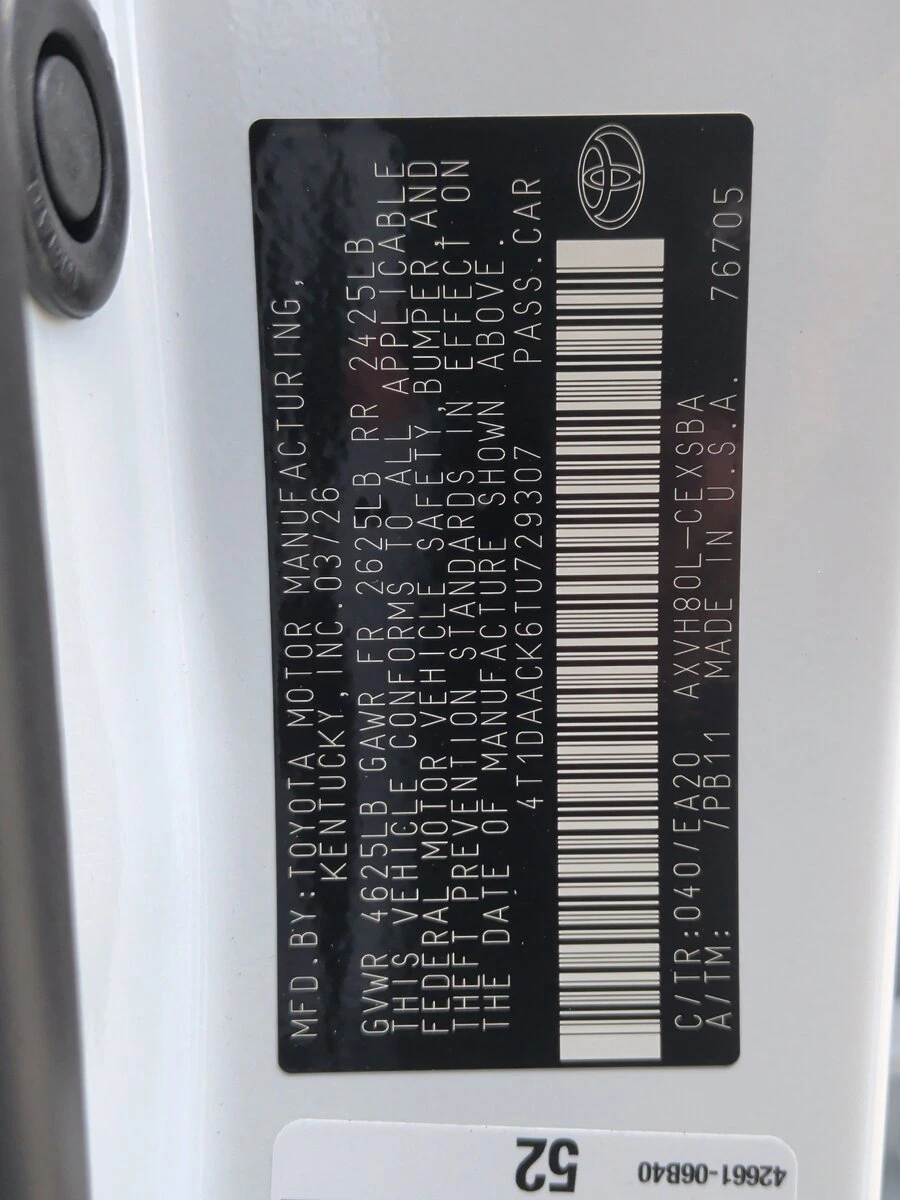 MFD.BY:TOYOTA MOTOR MANUFACTURING,
KENTUCKY, INC. 03/26
GVWR 4625LB GAWR FR 2625LB RR 2425LB
THIS VEHICLE CONFORMS TO ALL APPLICABLE
FEDERAL MOTOR VEHICLE SAFETY, BUMPER, AND
THEFT PREVENTION STANDARDS IN EFFECT ON
THE DATE OF MANUFACTURE SHOWN ABOVE.
4T1DAACK6TU729307 PASS.CAR
C/TR:040/EA20 AXVH80L-CEXSBA
A/TM: /PB11 MADE IN U.S.A. 76705
52
42661-06B40